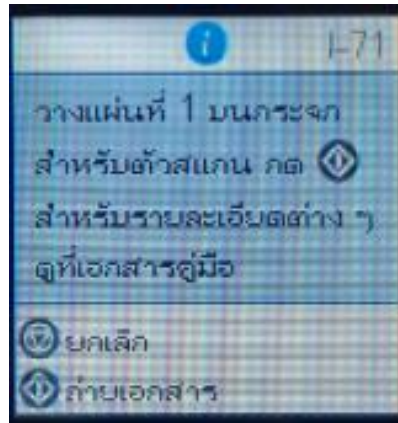 I-71
วางแผ่นที่ 1 บนกระจก
สำหรับตัวสแกน กด
สำหรับรายละเอียดต่าง ๆ
ดูที่เอกสารคู่มือ
ยกเลิก
ถ่ายเอกสาร